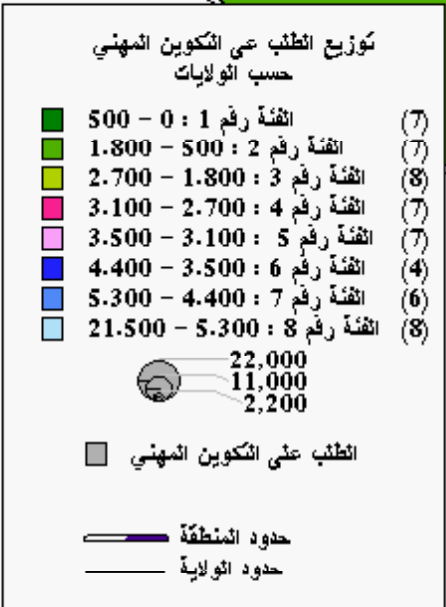 توزيع الطلب عى التكوين المهني
حسب الولايات
الفئة رقم 1 : 0 – 500 (7)
الفئة رقم 2 : 500 – 1.800 (7)
الفئة رقم 3 : 1.800 – 2.700 (8)
الفئة رقم 4 : 2.700 – 3.100 (7)
الفئة رقم 5 : 3.100 – 3.500 (7)
الفئة رقم 6 : 3.500 – 4.400 (4)
الفئة رقم 7 : 4.400 – 5.300 (6)
الفئة رقم 8 : 5.300 – 21.500 (8)
22,000
11,000
2,200
الطلب على التكوين المهني
حدود المنطقة
حدود الولاية